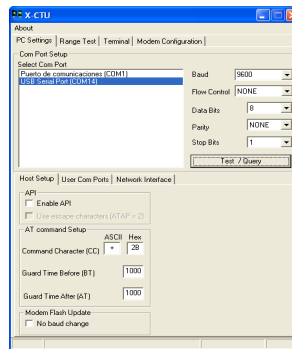 X-CTU
About
PC Settings Range Test Terminal Modem Configuration
Com Port Setup
Select Com Port
Puerto de comunicaciones (COM1)
USB Serial Port (COM14)
Baud 9600
Flow Control NONE
Data Bits 8
Parity NONE
Stop Bits 1
Test / Query
Host Setup User Com Ports Network Interface
API
Enable API
Use escape characters (ATAP = 2)
AT command Setup
ASCII Hex
Command Character (CC) + 2B
Guard Time Before (BT) 1000
Guard Time After (AT) 1000
Modem Flash Update
No baud change